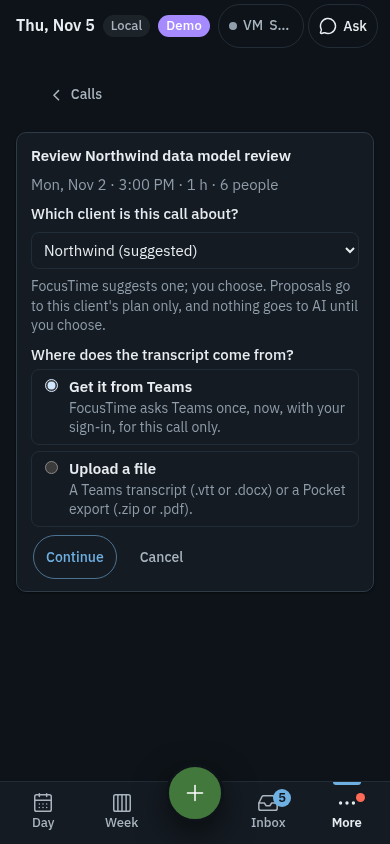 Thu, Nov 5 Local Demo VM S... Ask
Calls
Review Northwind data model review
Mon, Nov 2 · 3:00 PM · 1 h · 6 people
Which client is this call about?
Northwind (suggested)
FocusTime suggests one; you choose. Proposals go
to this client's plan only, and nothing goes to AI until
you choose.
Where does the transcript come from?
Get it from Teams
FocusTime asks Teams once, now, with your
sign-in, for this call only.
Upload a file
A Teams transcript (.vtt or .docx) or a Pocket
export (.zip or .pdf).
Continue Cancel
5
Day Week Inbox More